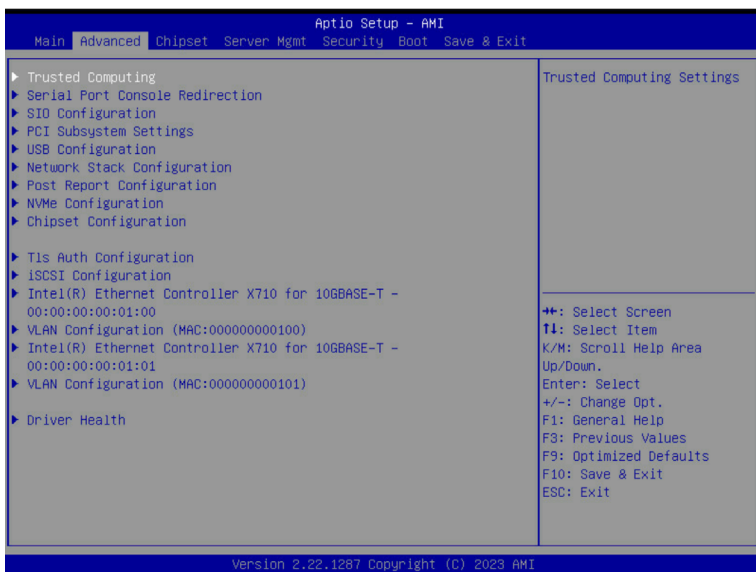 Aptio Setup – AMI
Main Advanced Chipset Server Mgmt Security Boot Save & Exit
Trusted Computing
Serial Port Console Redirection
SIO Configuration
PCI Subsystem Settings
USB Configuration
Network Stack Configuration
Post Report Configuration
NVMe Configuration
Chipset Configuration
Tls Auth Configuration
iSCSI Configuration
Intel(R) Ethernet Controller X710 for 10GBASE-T –
00:00:00:00:01:00
VLAN Configuration (MAC:000000000100)
Intel(R) Ethernet Controller X710 for 10GBASE-T –
00:00:00:00:01:01
VLAN Configuration (MAC:000000000101)
Driver Health
Trusted Computing Settings
→←: Select Screen
↑↓: Select Item
K/M: Scroll Help Area
Up/Down.
Enter: Select
+/-: Change Opt.
F1: General Help
F3: Previous Values
F9: Optimized Defaults
F10: Save & Exit
ESC: Exit
Version 2.22.1287 Copyright (C) 2023 AMI